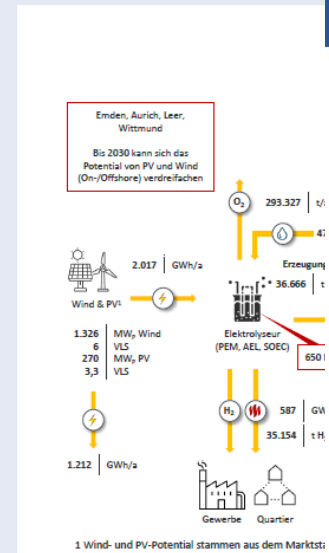 Emden, Aurich, Leer,
Wittmund
Bis 2030 kann sich das
Potential von PV und Wind
(On-/Offshore) verdreifachen
O₂
293.327 t/a
47
2.017 GWh/a
Erzeugung
36.666 t
Wind & PV¹
Elektrolyseur
(PEM, AEL, SOEC)
1.326 MWₚ Wind
6 VLS
270 MWₚ PV
3,3 VLS
650
H₂
587 GW
35.154 t H
1.212 GWh/a
Gewerbe Quartier
1 Wind- und PV-Potential stammen aus dem Marktsta